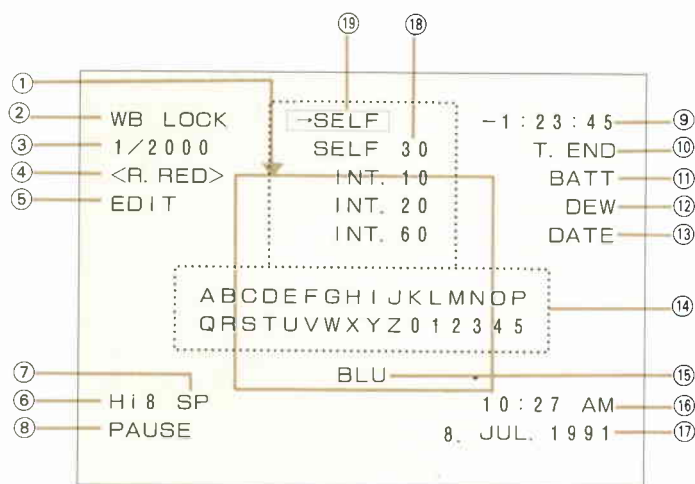 ⑲ ⑱
①
② WB LOCK →SELF -1:23:45 ⑨
③ 1/2000 SELF 30 T. END ⑩
④ <R. RED> INT. 10 BATT ⑪
⑤ EDIT INT. 20 DEW ⑫
INT. 60 DATE ⑬
ABCDEFGHIJKLMNOP ⑭
QRSTUVWXYZ012345
⑦ BLU ⑮
⑥ Hi8 SP 10:27 AM ⑯
⑧ PAUSE 8. JUL. 1991 ⑰